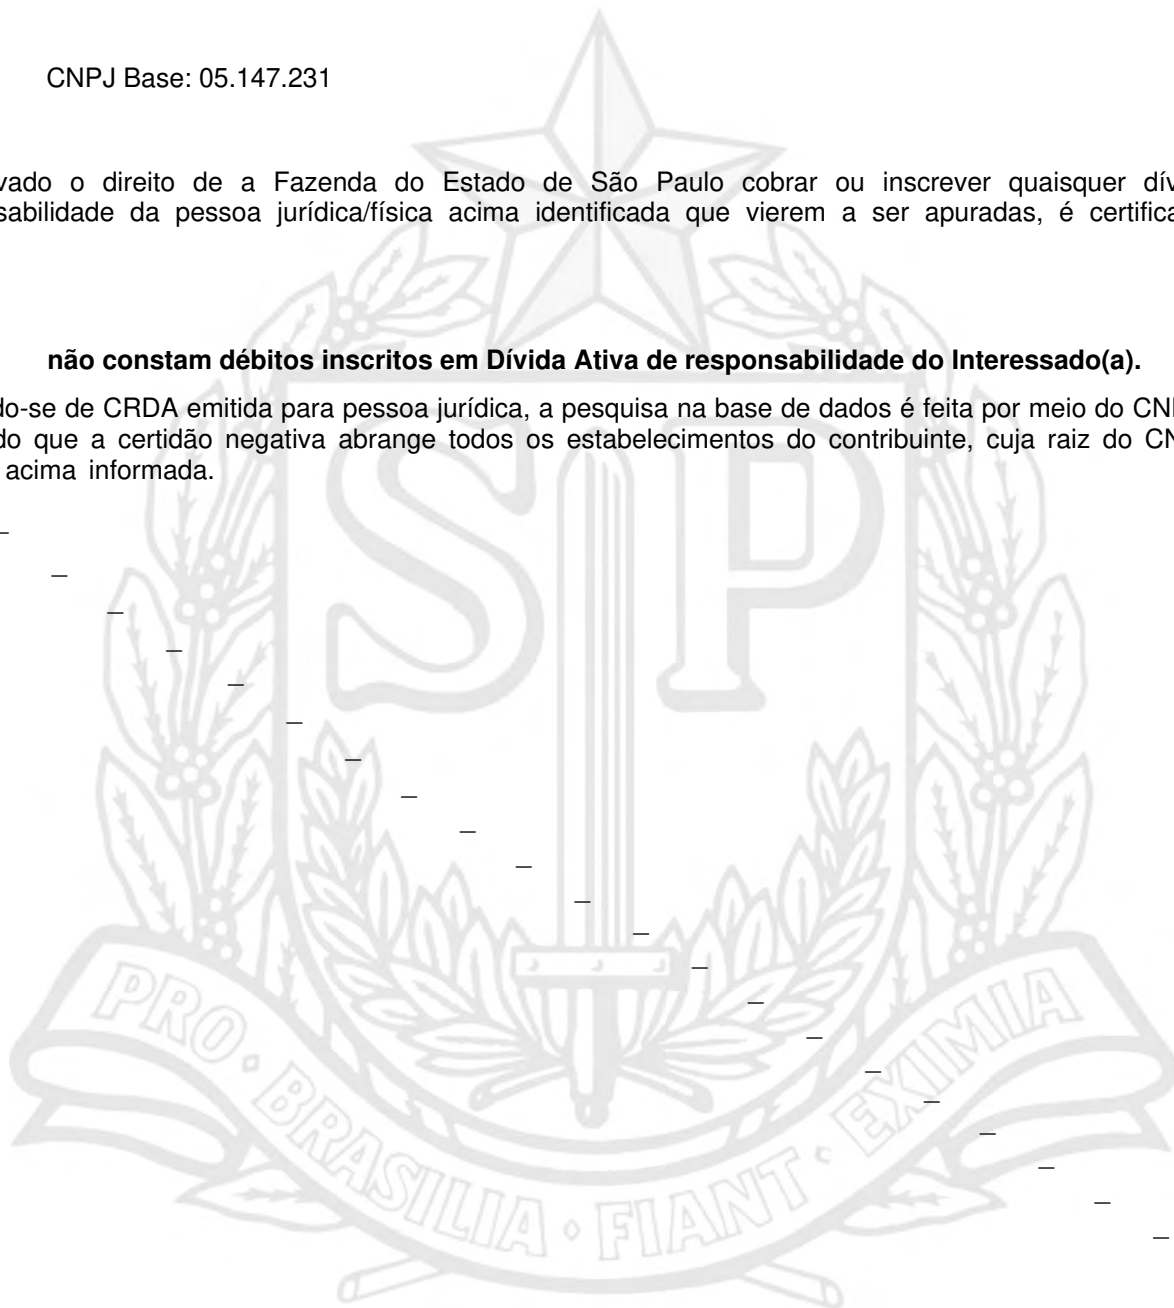 CNPJ Base: 05.147.231
vado o direito de a Fazenda do Estado de São Paulo cobrar ou inscrever quaisquer dív
sabilidade da pessoa jurídica/física acima identificada que vierem a ser apuradas, é certifica
não constam débitos inscritos em Dívida Ativa de responsabilidade do Interessado(a).
do-se de CRDA emitida para pessoa jurídica, a pesquisa na base de dados é feita por meio do CN
do que a certidão negativa abrange todos os estabelecimentos do contribuinte, cuja raiz do CN
acima informada.
SP
PRO • BRASILIA • FIANT • EXIMIA